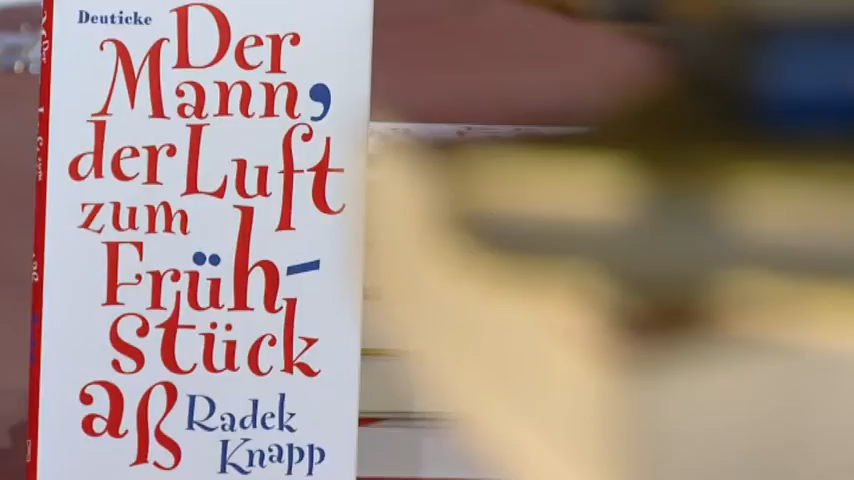 Deuticke
Der
Mann,
der Luft
zum
Früh-
stück
aß
Radek
Knapp